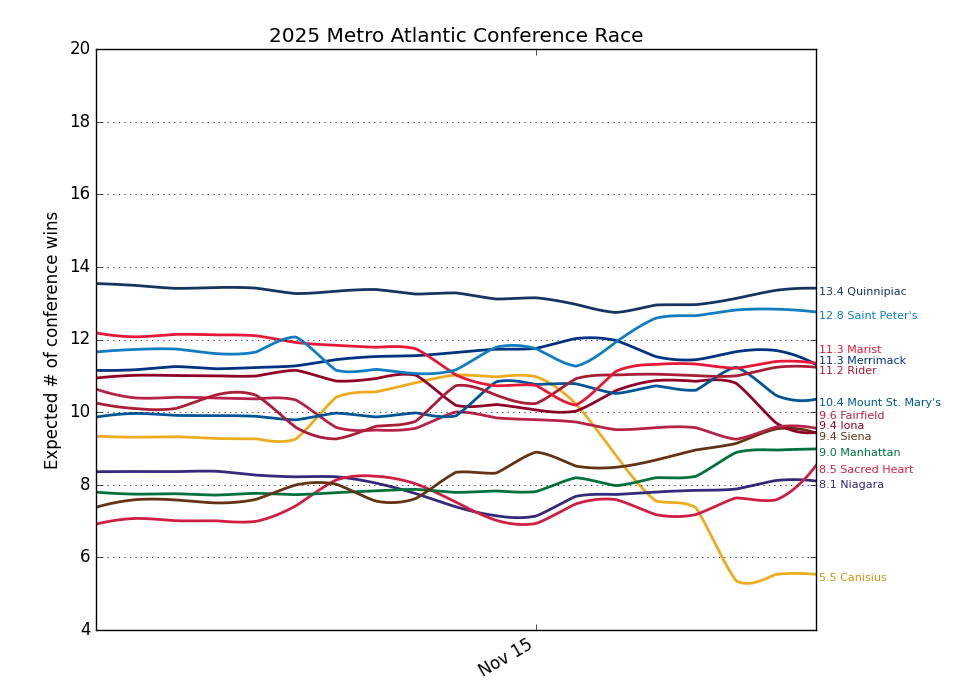 2025 Metro Atlantic Conference Race
Expected # of conference wins
20
18
16
14
12
10
8
6
4
Nov 15
13.4 Quinnipiac
12.8 Saint Peter's
11.3 Marist
11.3 Merrimack
11.2 Rider
10.4 Mount St. Mary's
9.6 Fairfield
9.4 Iona
9.4 Siena
9.0 Manhattan
8.5 Sacred Heart
8.1 Niagara
5.5 Canisius